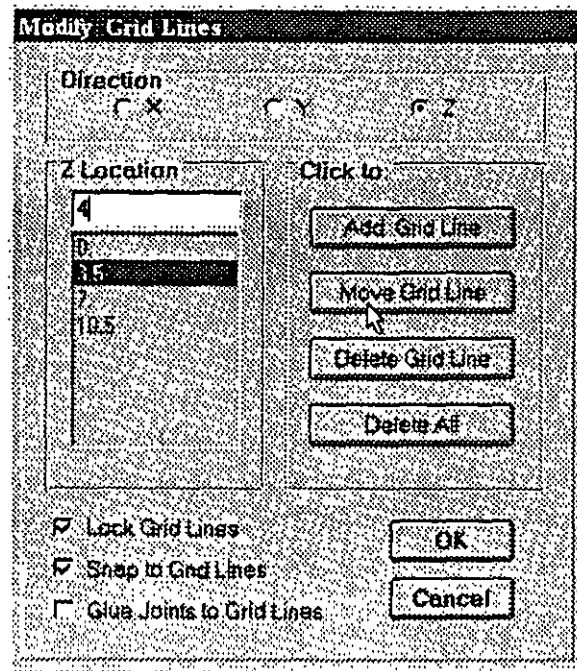 Modify Grid Lines
Direction
X Y Z
Z Location
4
0.
3.5
7.
10.5
Click to:
Add Grid Line
Move Grid Line
Delete Grid Line
Delete All
Lock Grid Lines
Snap to Grid Lines
Glue Joints to Grid Lines
OK
Cancel